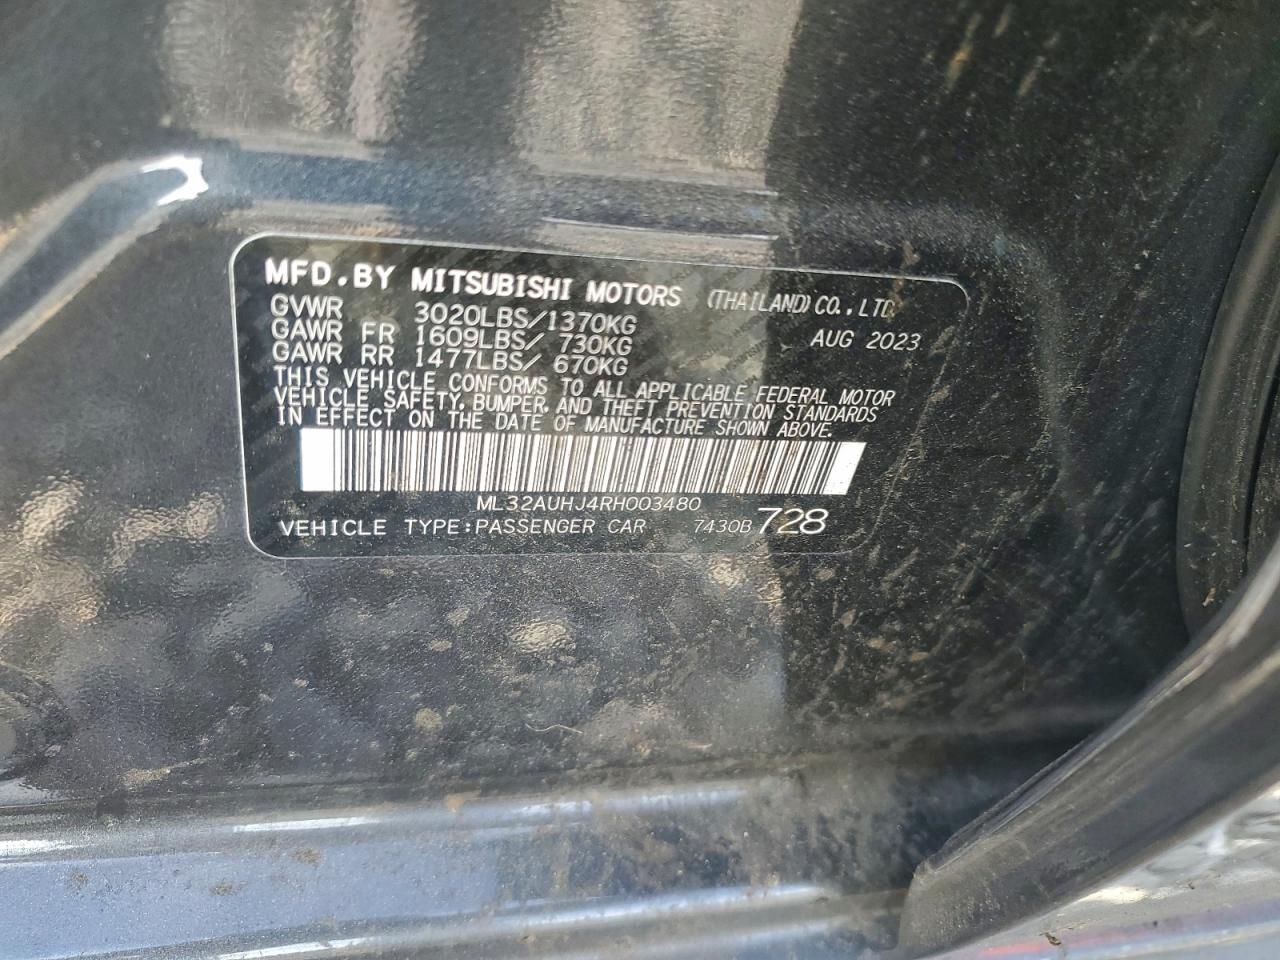 MFD.BY MITSUBISHI MOTORS (THAILAND) CO.,LTD
GVWR 3020LBS/1370KG AUG 2023
GAWR FR 1609LBS/ 730KG
GAWR RR 1477LBS/ 670KG
THIS VEHICLE CONFORMS TO ALL APPLICABLE FEDERAL MOTOR
VEHICLE SAFETY, BUMPER, AND THEFT PREVENTION STANDARDS
IN EFFECT ON THE DATE OF MANUFACTURE SHOWN ABOVE.
ML32AUHJ4RH003480
VEHICLE TYPE:PASSENGER CAR 7430B 728